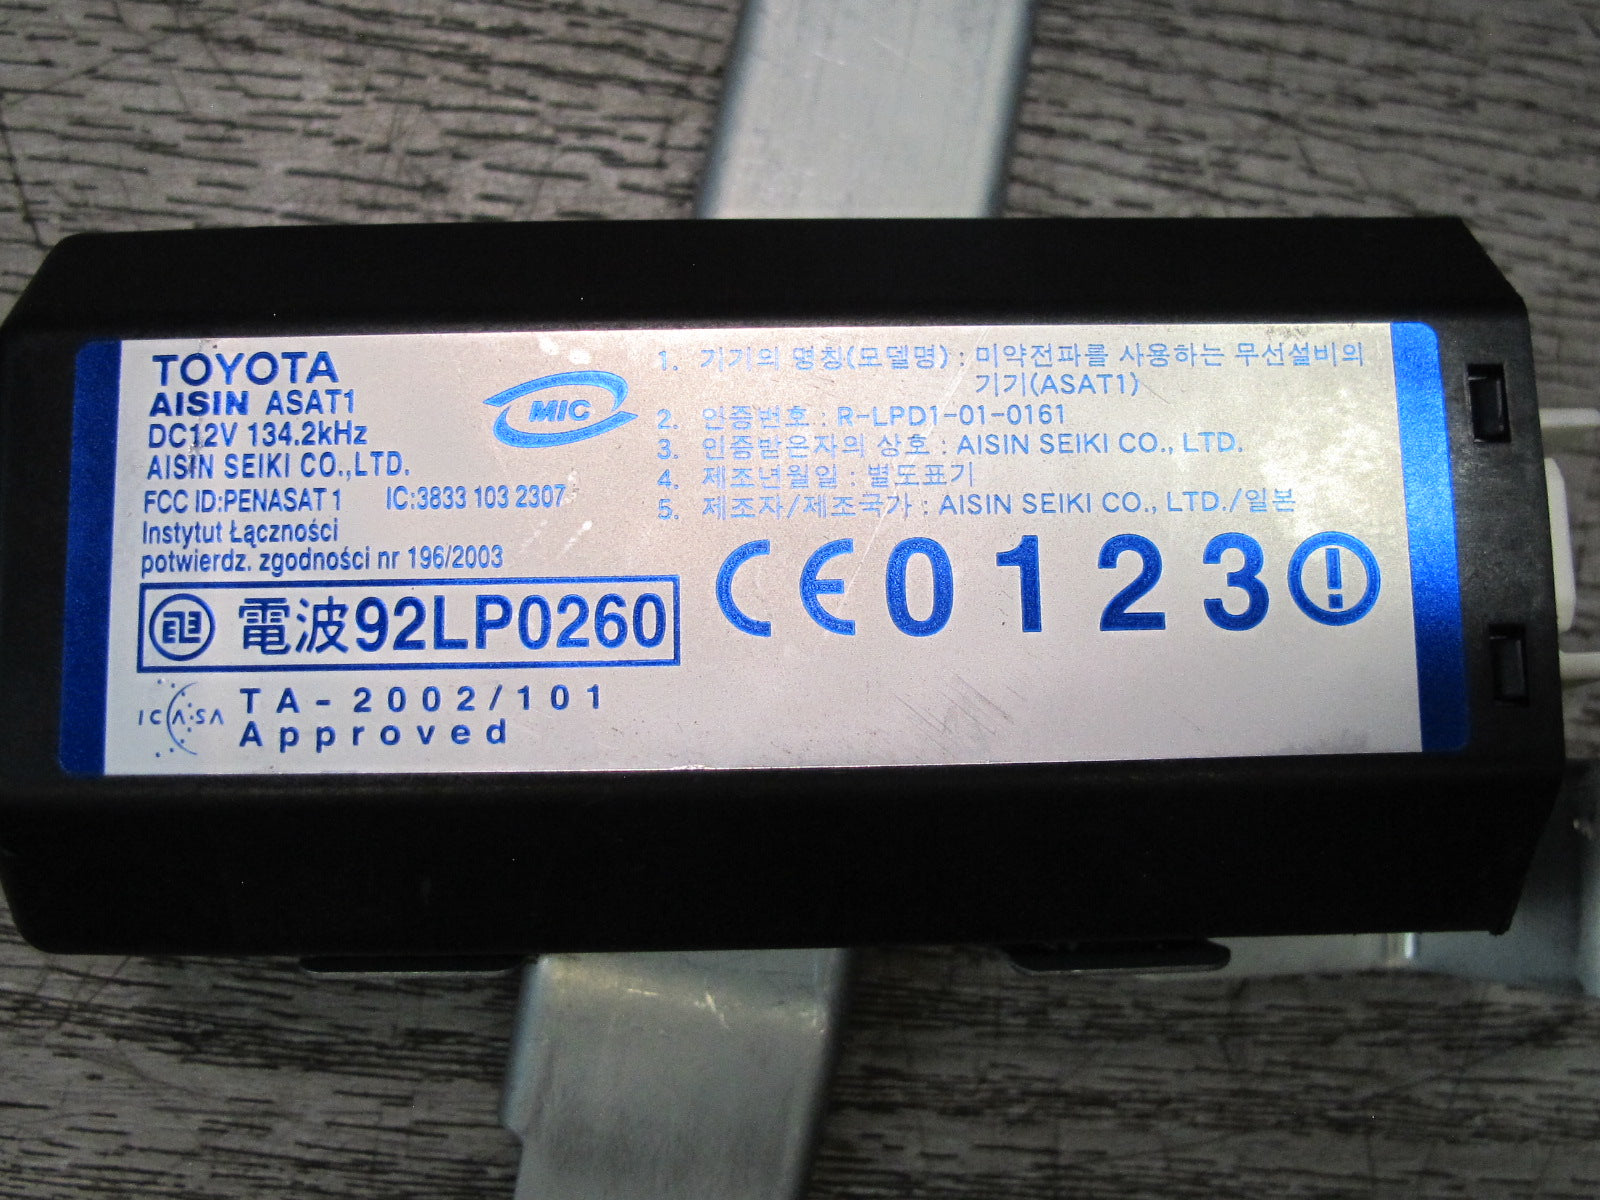 TOYOTA
AISIN ASAT1
DC12V 134.2kHz
AISIN SEIKI CO.,LTD.
FCC ID:PENASAT1 IC:3833 103 2307
Instytut Łączności
potwierdz. zgodności nr 196/2003
電波92LP0260
ICASA
TA-2002/101
Approved
MIC
1. 기기의 명칭(모델명) : 미약전파를 사용하는 무선설비의
기기(ASAT1)
2. 인증번호 : R-LPD1-01-0161
3. 인증받은자의 상호 : AISIN SEIKI CO., LTD.
4. 제조년월일 : 별도표기
5. 제조자/제조국가 : AISIN SEIKI CO., LTD./일본
CE0123!